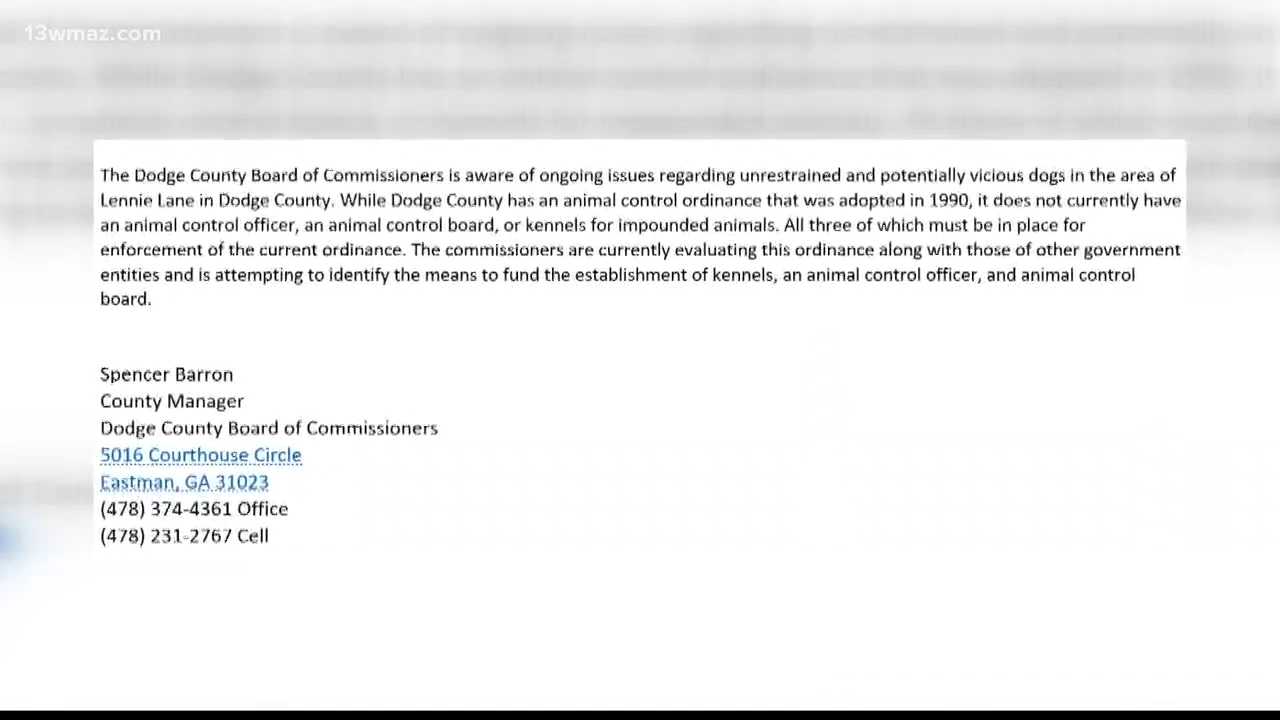 13wmaz.com
The Dodge County Board of Commissioners is aware of ongoing issues regarding unrestrained and potentially vicious dogs in the area of
Lennie Lane in Dodge County. While Dodge County has an animal control ordinance that was adopted in 1990, it does not currently have
an animal control officer, an animal control board, or kennels for impounded animals. All three of which must be in place for
enforcement of the current ordinance. The commissioners are currently evaluating this ordinance along with those of other government
entities and is attempting to identify the means to fund the establishment of kennels, an animal control officer, and animal control
board.
Spencer Barron
County Manager
Dodge County Board of Commissioners
5016 Courthouse Circle
Eastman, GA 31023
(478) 374-4361 Office
(478) 231-2767 Cell